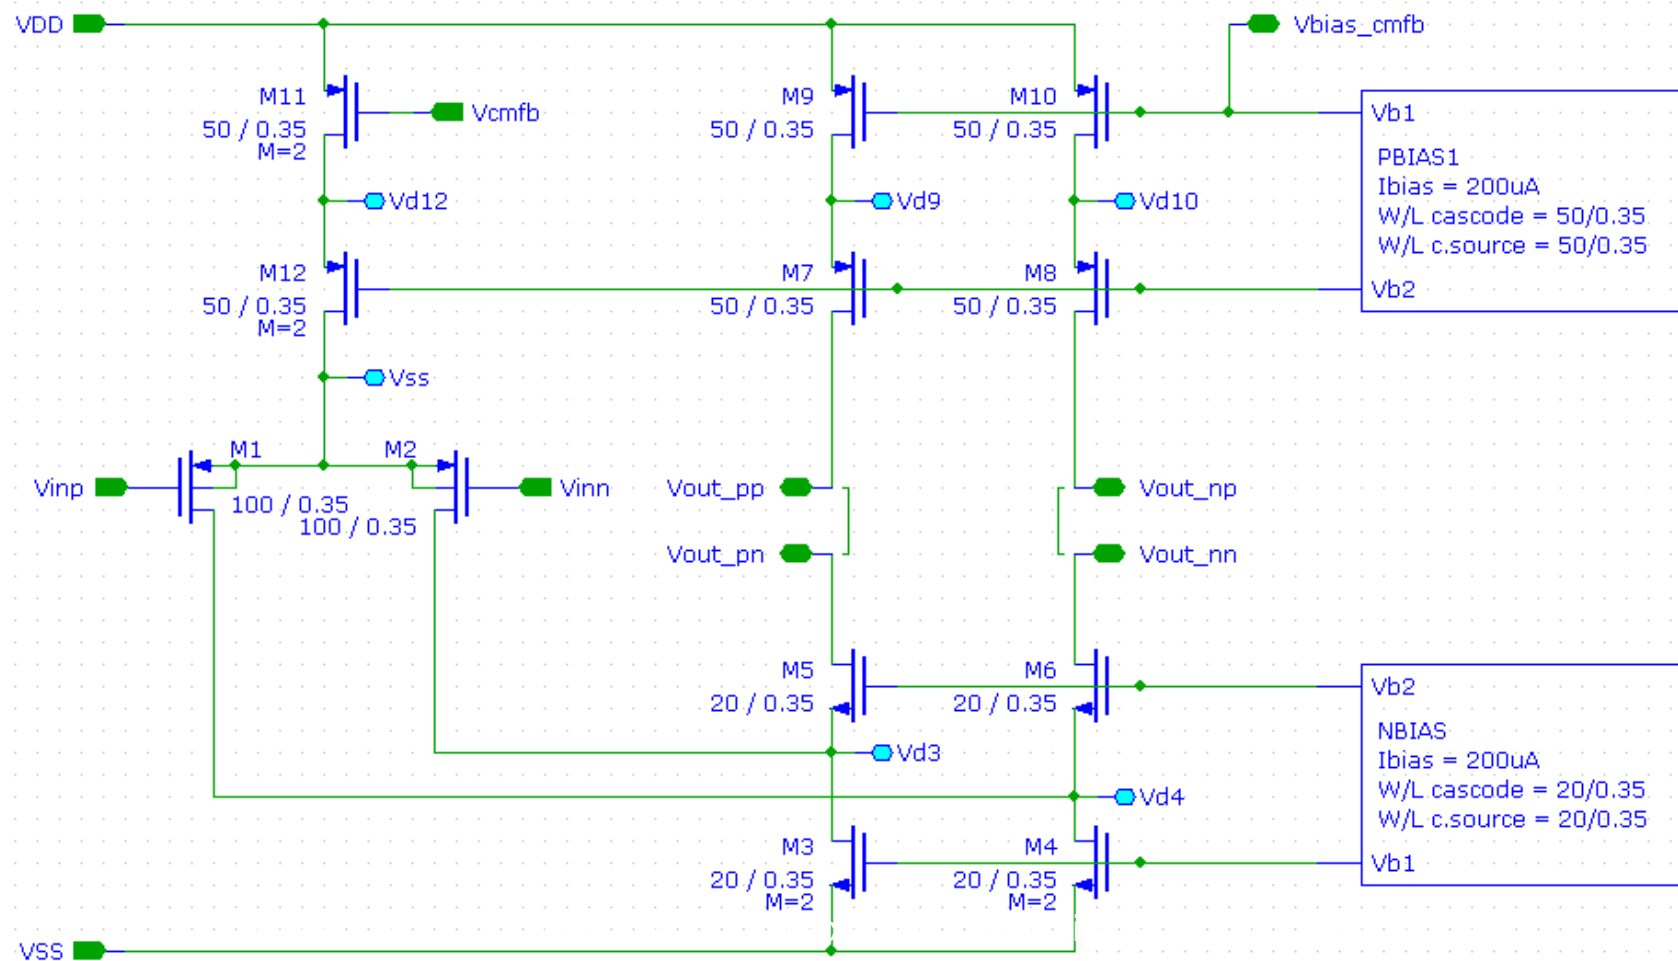 VDD
Vbias_cmfb
M11
50 / 0.35
M=2
Vcmfb
M9
50 / 0.35
M10
50 / 0.35
Vb1
PBIAS1
Ibias = 200uA
W/L cascode = 50/0.35
W/L c.source = 50/0.35
Vb2
Vd12
Vd9
Vd10
M12
50 / 0.35
M=2
M7
50 / 0.35
M8
50 / 0.35
Vss
M1
M2
Vinp
100 / 0.35
100 / 0.35
Vinn
Vout_pp
Vout_np
Vout_pn
Vout_nn
M5
20 / 0.35
M6
20 / 0.35
Vb2
NBIAS
Ibias = 200uA
W/L cascode = 20/0.35
W/L c.source = 20/0.35
Vb1
Vd3
Vd4
M3
20 / 0.35
M=2
M4
20 / 0.35
M=2
VSS